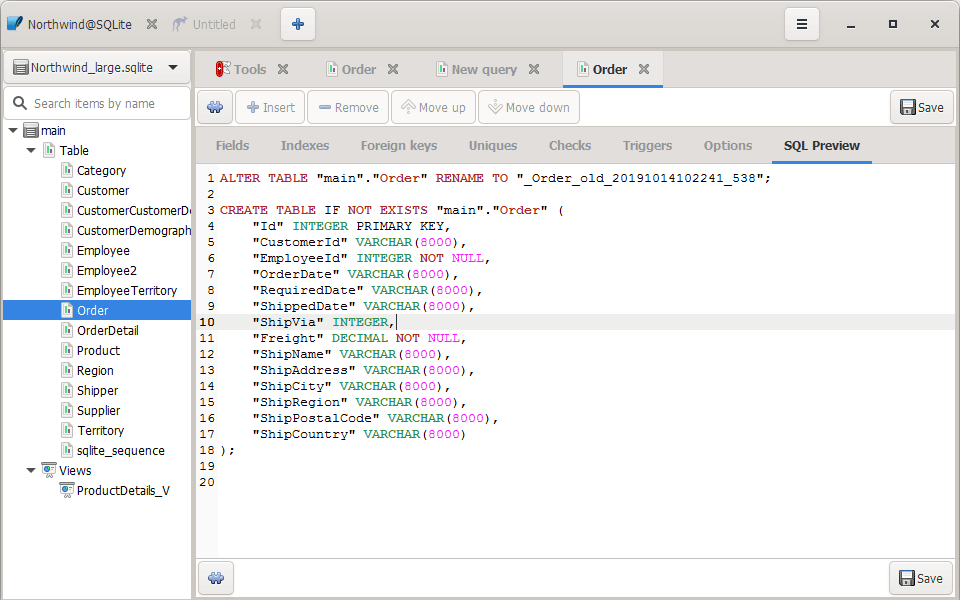 Northwind@SQLite
Untitled
Northwind_large.sqlite
Search items by name
main
Table
Category
Customer
CustomerCustomerDe
CustomerDemograph
Employee
Employee2
EmployeeTerritory
Order
OrderDetail
Product
Region
Shipper
Supplier
Territory
sqlite_sequence
Views
ProductDetails_V
Tools
Order
New query
Order
Insert
Remove
Move up
Move down
Save
Fields
Indexes
Foreign keys
Uniques
Checks
Triggers
Options
SQL Preview
1 ALTER TABLE "main"."Order" RENAME TO "_Order_old_20191014102241_538";
2
3 CREATE TABLE IF NOT EXISTS "main"."Order" (
4 "Id" INTEGER PRIMARY KEY,
5 "CustomerId" VARCHAR(8000),
6 "EmployeeId" INTEGER NOT NULL,
7 "OrderDate" VARCHAR(8000),
8 "RequiredDate" VARCHAR(8000),
9 "ShippedDate" VARCHAR(8000),
10 "ShipVia" INTEGER,
11 "Freight" DECIMAL NOT NULL,
12 "ShipName" VARCHAR(8000),
13 "ShipAddress" VARCHAR(8000),
14 "ShipCity" VARCHAR(8000),
15 "ShipRegion" VARCHAR(8000),
16 "ShipPostalCode" VARCHAR(8000),
17 "ShipCountry" VARCHAR(8000)
18 );
19
20
Save